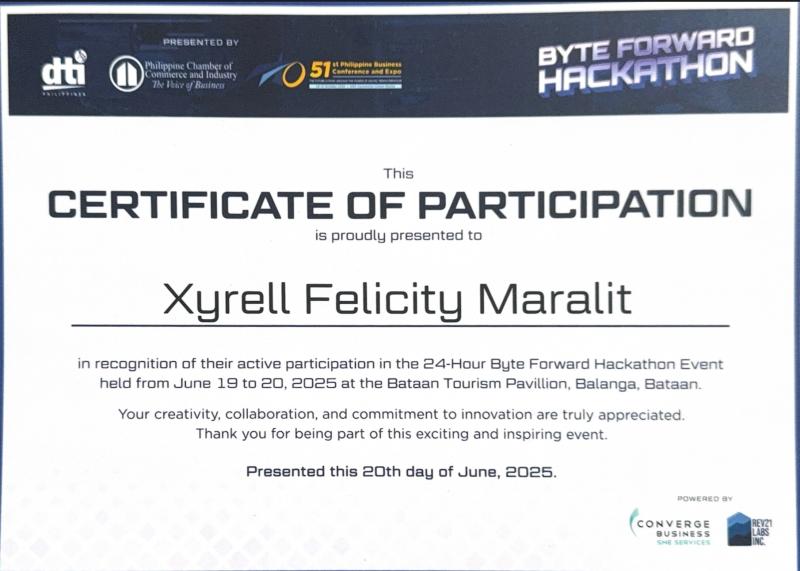 PRESENTED BY
dti
PHILIPPINES
Philippine Chamber of
Commerce and Industry
The Voice of Business
51st Philippine Business
Conference and Expo
BYTE FORWARD
HACKATHON
This
CERTIFICATE OF PARTICIPATION
is proudly presented to
Xyrell Felicity Maralit
in recognition of their active participation in the 24-Hour Byte Forward Hackathon Event
held from June 19 to 20, 2025 at the Bataan Tourism Pavillion, Balanga, Bataan.
Your creativity, collaboration, and commitment to innovation are truly appreciated.
Thank you for being part of this exciting and inspiring event.
Presented this 20th day of June, 2025.
POWERED BY
CONVERGE
BUSINESS
SME SERVICES
REV21
LABS
INC.